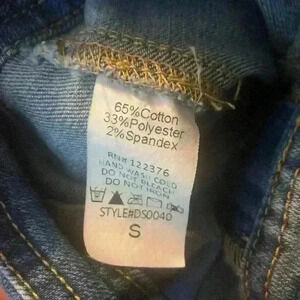 65%Cotton
33%Polyester
2%Spandex
RN# 122376
HAND WASH COLD
DO NOT BLEACH
DO NOT IRON
STYLE#DS0040
S